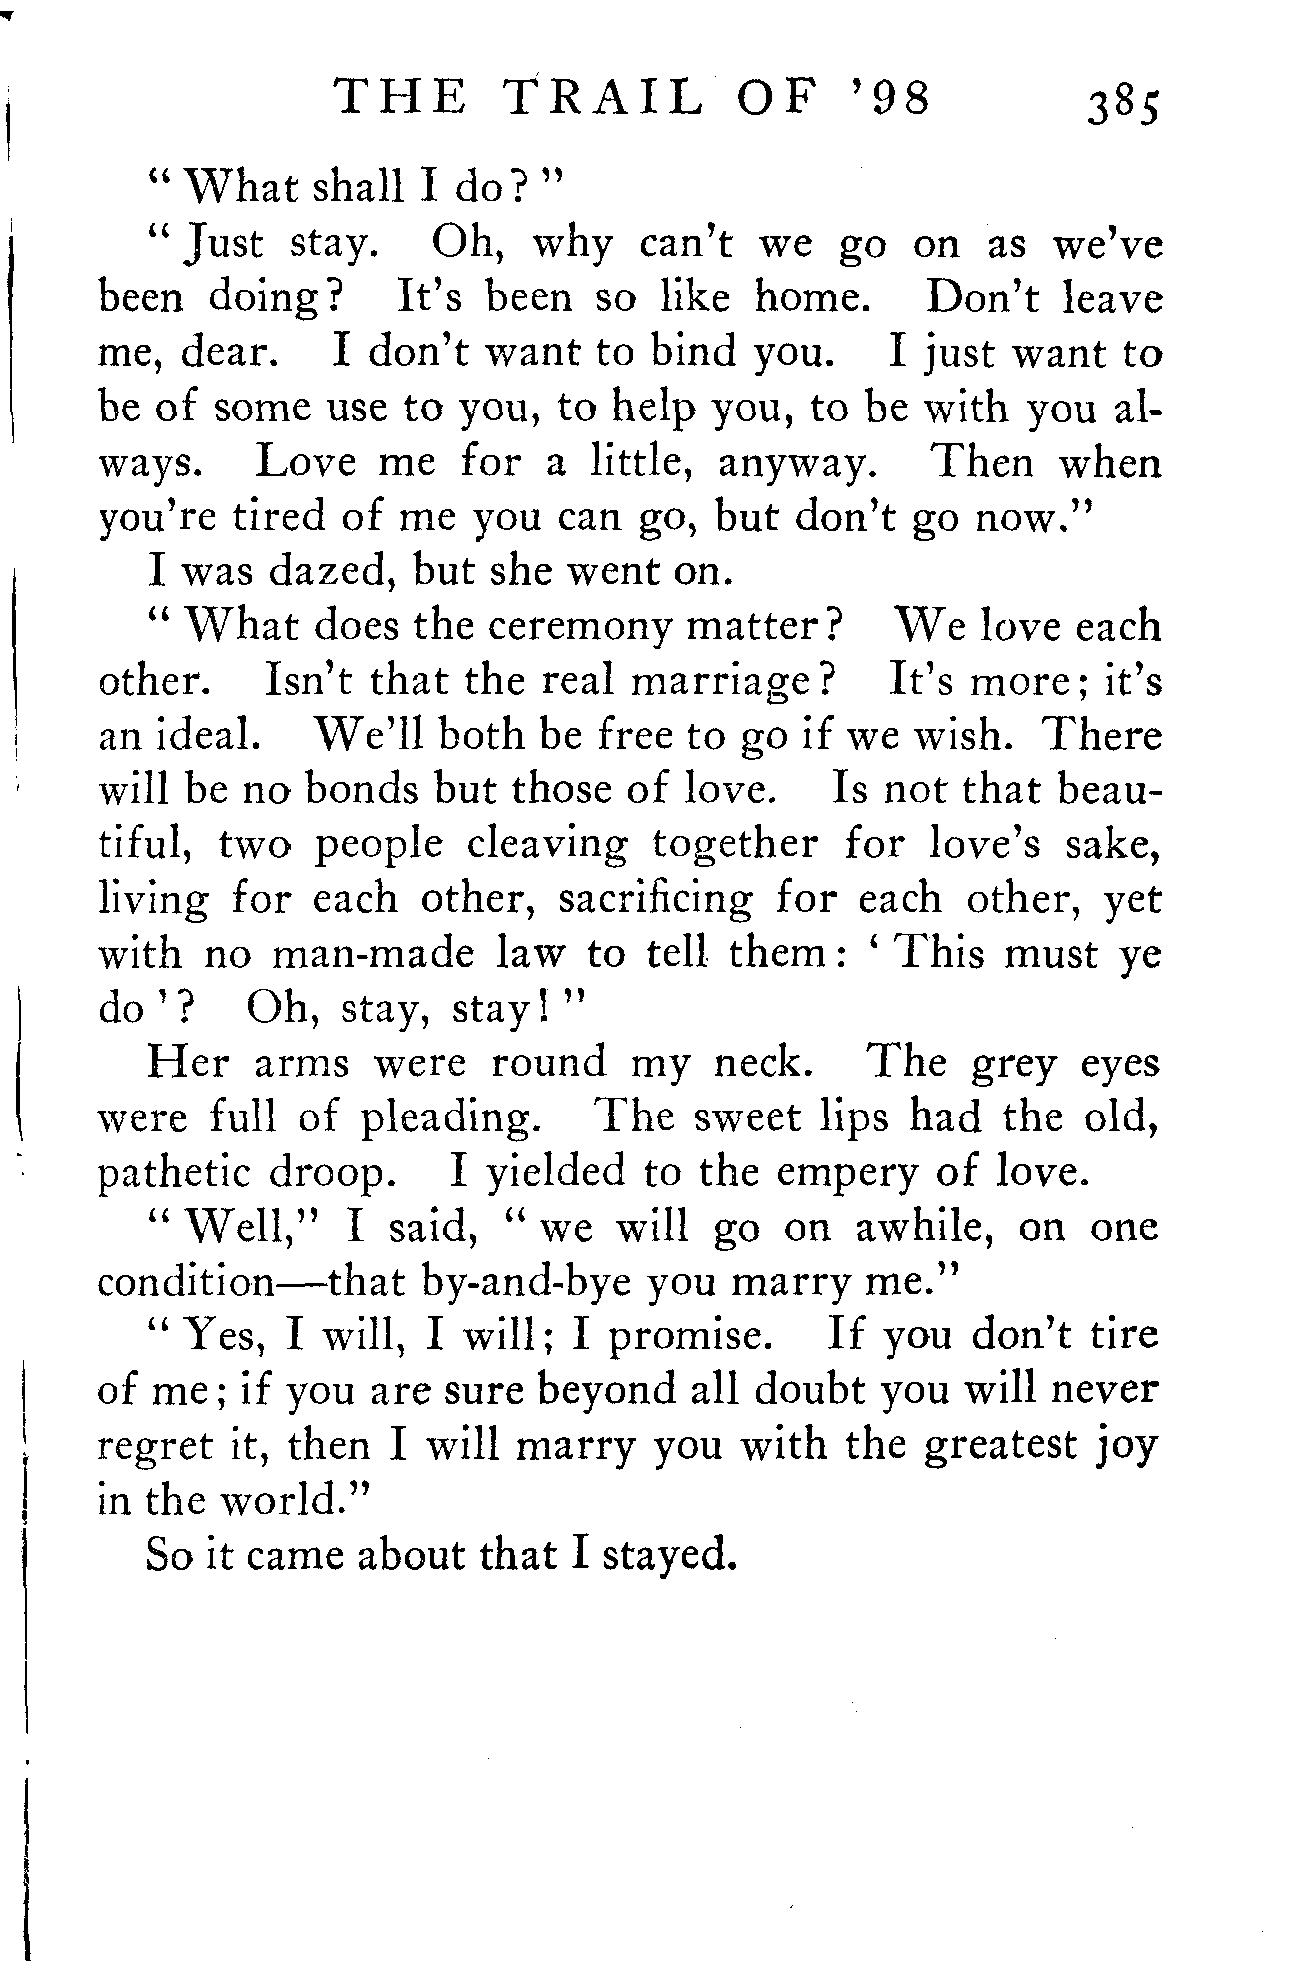 THE TRAIL OF '98 385
" What shall I do? "
" Just stay. Oh, why can't we go on as we've
been doing? It's been so like home. Don't leave
me, dear. I don't want to bind you. I just want to
be of some use to you, to help you, to be with you al-
ways. Love me for a little, anyway. Then when
you're tired of me you can go, but don't go now."
I was dazed, but she went on.
" What does the ceremony matter? We love each
other. Isn't that the real marriage? It's more; it's
an ideal. We'll both be free to go if we wish. There
will be no bonds but those of love. Is not that beau-
tiful, two people cleaving together for love's sake,
living for each other, sacrificing for each other, yet
with no man-made law to tell them: ' This must ye
do '? Oh, stay, stay! "
Her arms were round my neck. The grey eyes
were full of pleading. The sweet lips had the old,
pathetic droop. I yielded to the empery of love.
" Well," I said, " we will go on awhile, on one
condition—that by-and-bye you marry me."
" Yes, I will, I will; I promise. If you don't tire
of me; if you are sure beyond all doubt you will never
regret it, then I will marry you with the greatest joy
in the world."
So it came about that I stayed.